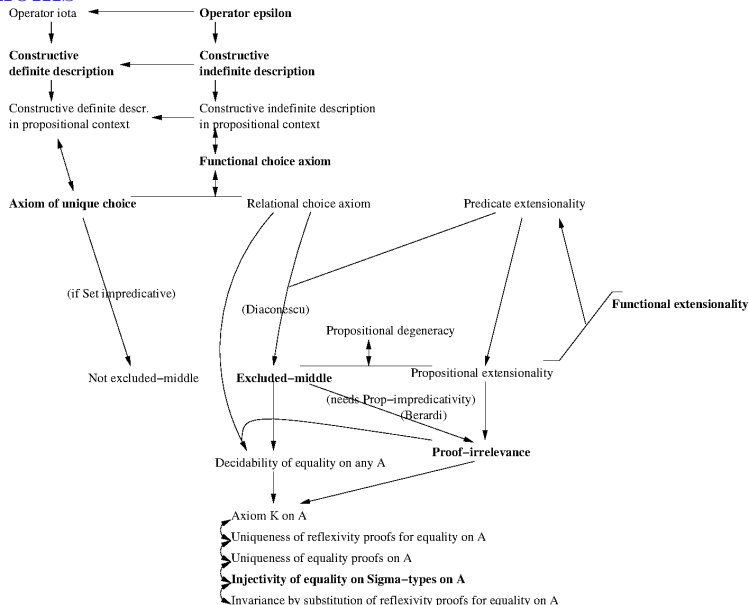 Operator iota
Operator epsilon
Constructive
definite description
Constructive
indefinite description
Constructive definite descr.
in propositional context
Constructive indefinite description
in propositional context
Functional choice axiom
Axiom of unique choice
Relational choice axiom
Predicate extensionality
(if Set impredicative)
(Diaconescu)
Functional extensionality
Propositional degeneracy
Not excluded−middle
Excluded−middle
Propositional extensionality
(needs Prop−impredicativity)
(Berardi)
Proof−irrelevance
Decidability of equality on any A
Axiom K on A
Uniqueness of reflexivity proofs for equality on A
Uniqueness of equality proofs on A
Injectivity of equality on Sigma−types on A
Invariance by substitution of reflexivity proofs for equality on A